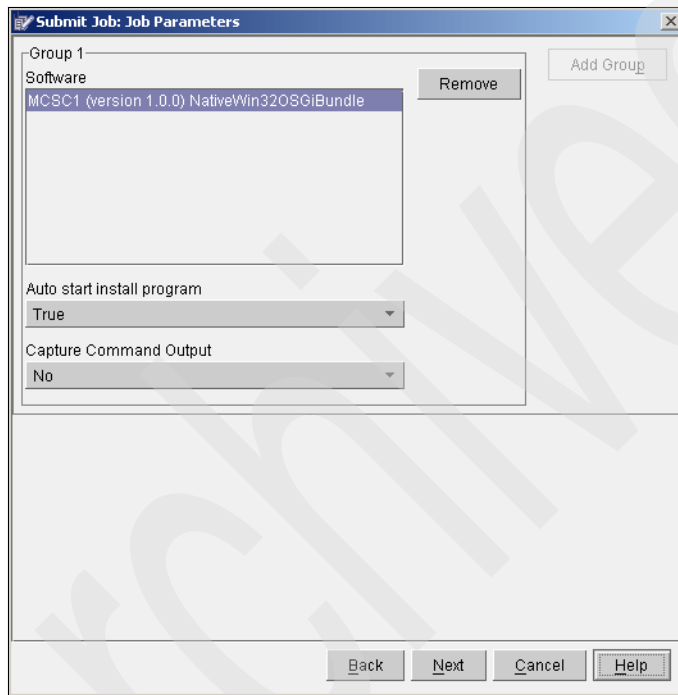 Submit Job: Job Parameters
Group 1
Add Group
Software
Remove
MCSC1 (version 1.0.0) NativeWin32OSGiBundle
Auto start install program
True
Capture Command Output
No
Back
Next
Cancel
Help